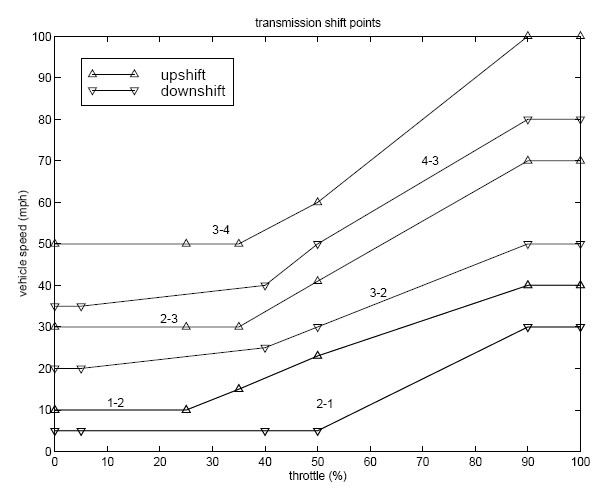 transmission shift points
100
90
80
70
60
50
40
30
20
10
0
vehicle speed (mph)
upshift
downshift
4-3
3-4
3-2
2-3
1-2
2-1
0 10 20 30 40 50 60 70 80 90 100
throttle (%)